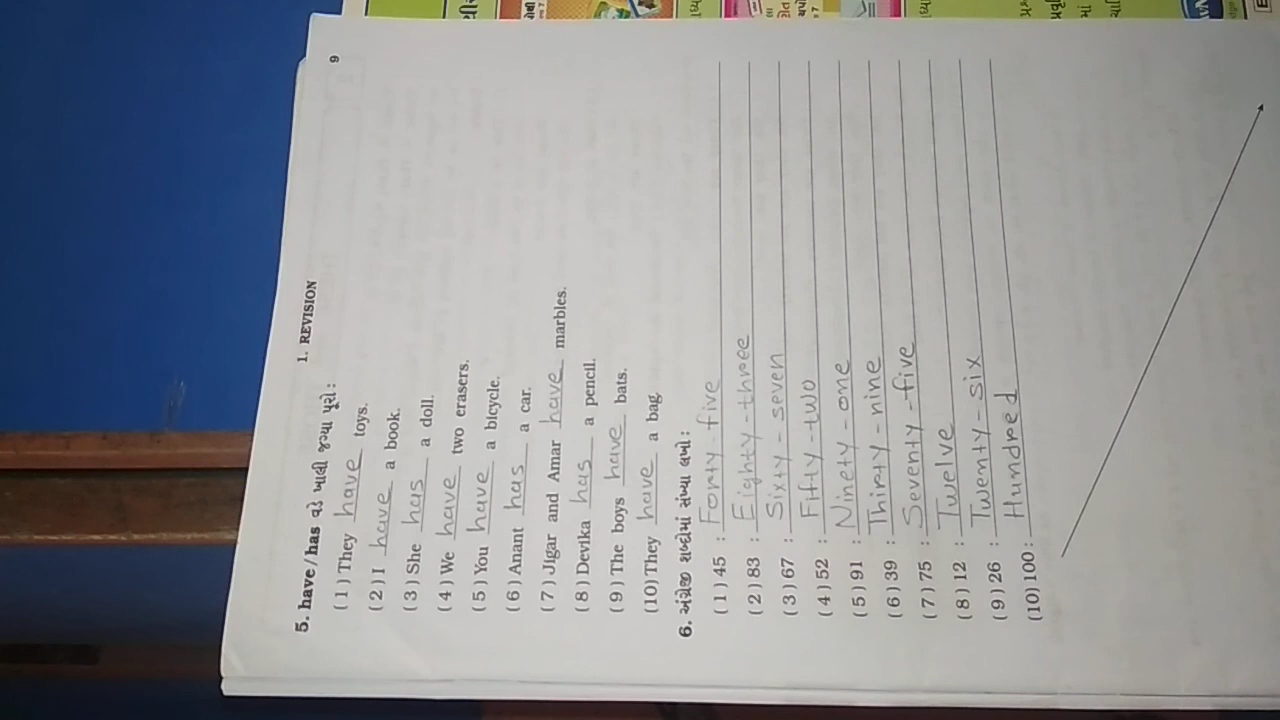 1. REVISION 9
5. have / has વડે ખાલી જગ્યા પૂરો :
( 1 ) They have toys.
( 2 ) I have a book.
( 3 ) She has a doll.
( 4 ) We have two erasers.
( 5 ) You have a bicycle.
( 6 ) Anant has a car.
( 7 ) Jigar and Amar have marbles.
( 8 ) Devika has a pencil.
( 9 ) The boys have bats.
(10) They have a bag
6. અંગ્રેજી શબ્દોમાં સંખ્યા લખો :
( 1 ) 45 : Forty-five
( 2 ) 83 : Eighty-three
( 3 ) 67 : Sixty-seven
( 4 ) 52 : Fifty-two
( 5 ) 91 : Ninety-one
( 6 ) 39 : Thirty-nine
( 7 ) 75 : Seventy-five
( 8 ) 12 : Twelve
( 9 ) 26 : Twenty-six
(10) 100 : Hundred